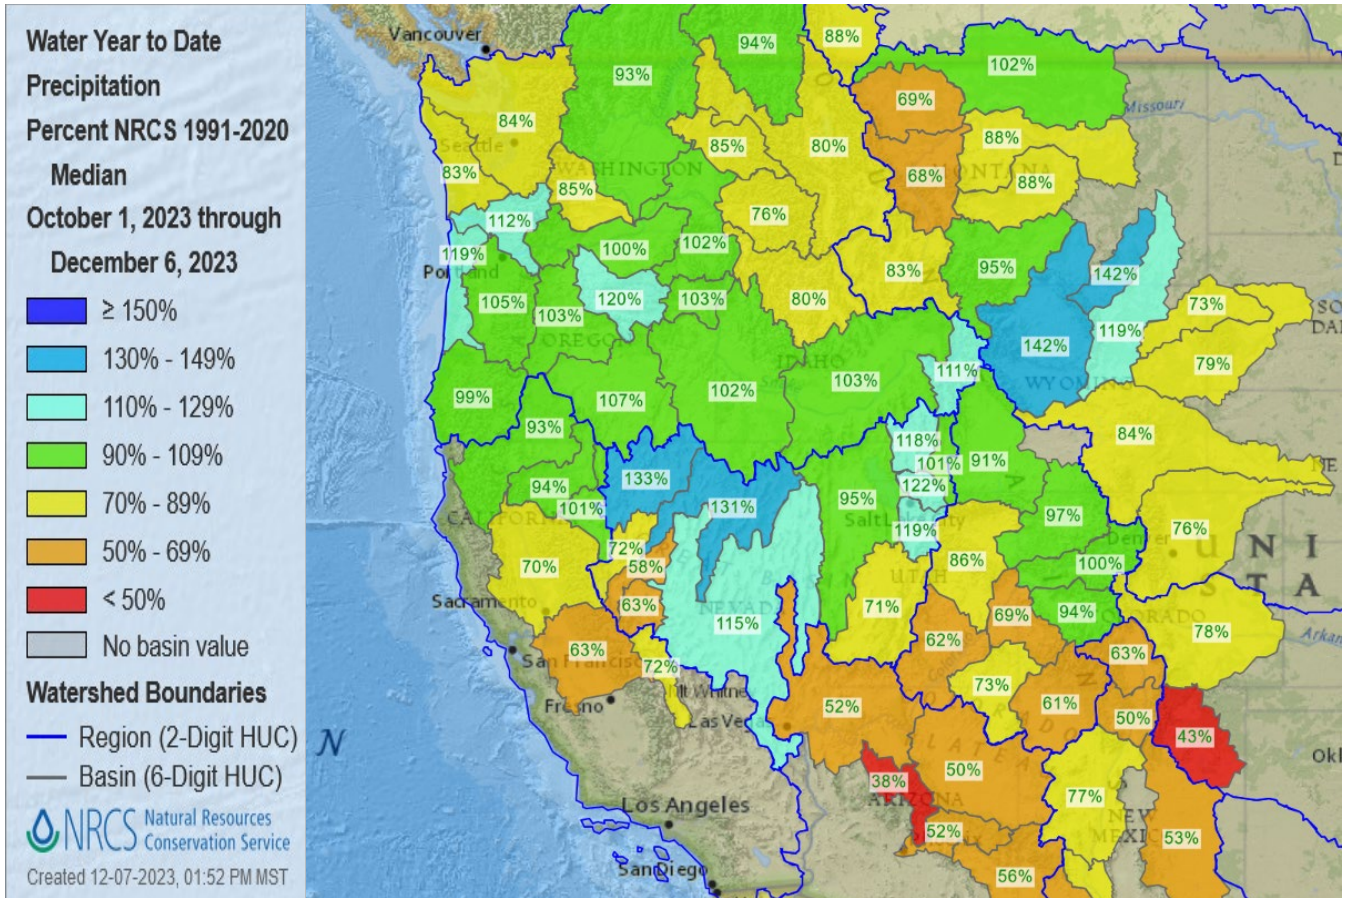 Water Year to Date
Precipitation
Percent NRCS 1991-2020
Median
October 1, 2023 through
December 6, 2023
≥ 150%
130% - 149%
110% - 129%
90% - 109%
70% - 89%
50% - 69%
< 50%
No basin value
Watershed Boundaries
Region (2-Digit HUC)
Basin (6-Digit HUC)
NRCS Natural Resources
Conservation Service
Created 12-07-2023, 01:52 PM MST
Vancouver
88%
94%
93%
102%
69%
Missouri
84%
Seattle
85%
80%
88%
WASHINGTON
MONTANA
83%
85%
68%
88%
76%
112%
119%
100%
102%
Portland
83%
95%
142%
105%
103%
120%
103%
80%
73%
119%
OREGON
142%
79%
IDAHO
WYOMING
99%
107%
102%
103%
111%
93%
118%
101%
91%
84%
94%
133%
122%
101%
131%
95%
97%
CALIFORNIA
Salt Lake City
119%
76%
Denver
UNI
72%
58%
70%
86%
100%
BASIN
UTAH
STA
Sacramento
63%
NEVADA
71%
69%
94%
COLORADO
115%
78%
Arkan
San Francisco
63%
62%
63%
72%
Mt Whitney
73%
Fresno
Las Vegas
52%
61%
50%
43%
N
PLATEAU
Okl
38%
50%
77%
ARIZONA
Los Angeles
52%
NEW
MEXICO
53%
San Diego
56%